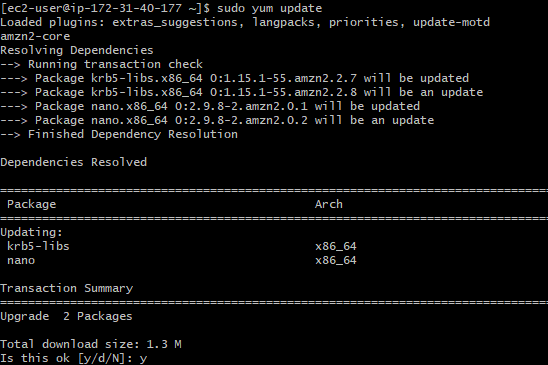 [ec2-user@ip-172-31-40-177 ~]$ sudo yum update
Loaded plugins: extras_suggestions, langpacks, priorities, update-motd
amzn2-core
Resolving Dependencies
--> Running transaction check
---> Package krb5-libs.x86_64 0:1.15.1-55.amzn2.2.7 will be updated
---> Package krb5-libs.x86_64 0:1.15.1-55.amzn2.2.8 will be an update
---> Package nano.x86_64 0:2.9.8-2.amzn2.0.1 will be updated
---> Package nano.x86_64 0:2.9.8-2.amzn2.0.2 will be an update
--> Finished Dependency Resolution
Dependencies Resolved
Package Arch
Updating:
krb5-libs x86_64
nano x86_64
Transaction Summary
Upgrade  2 Packages
Total download size: 1.3 M
Is this ok [y/d/N]: y